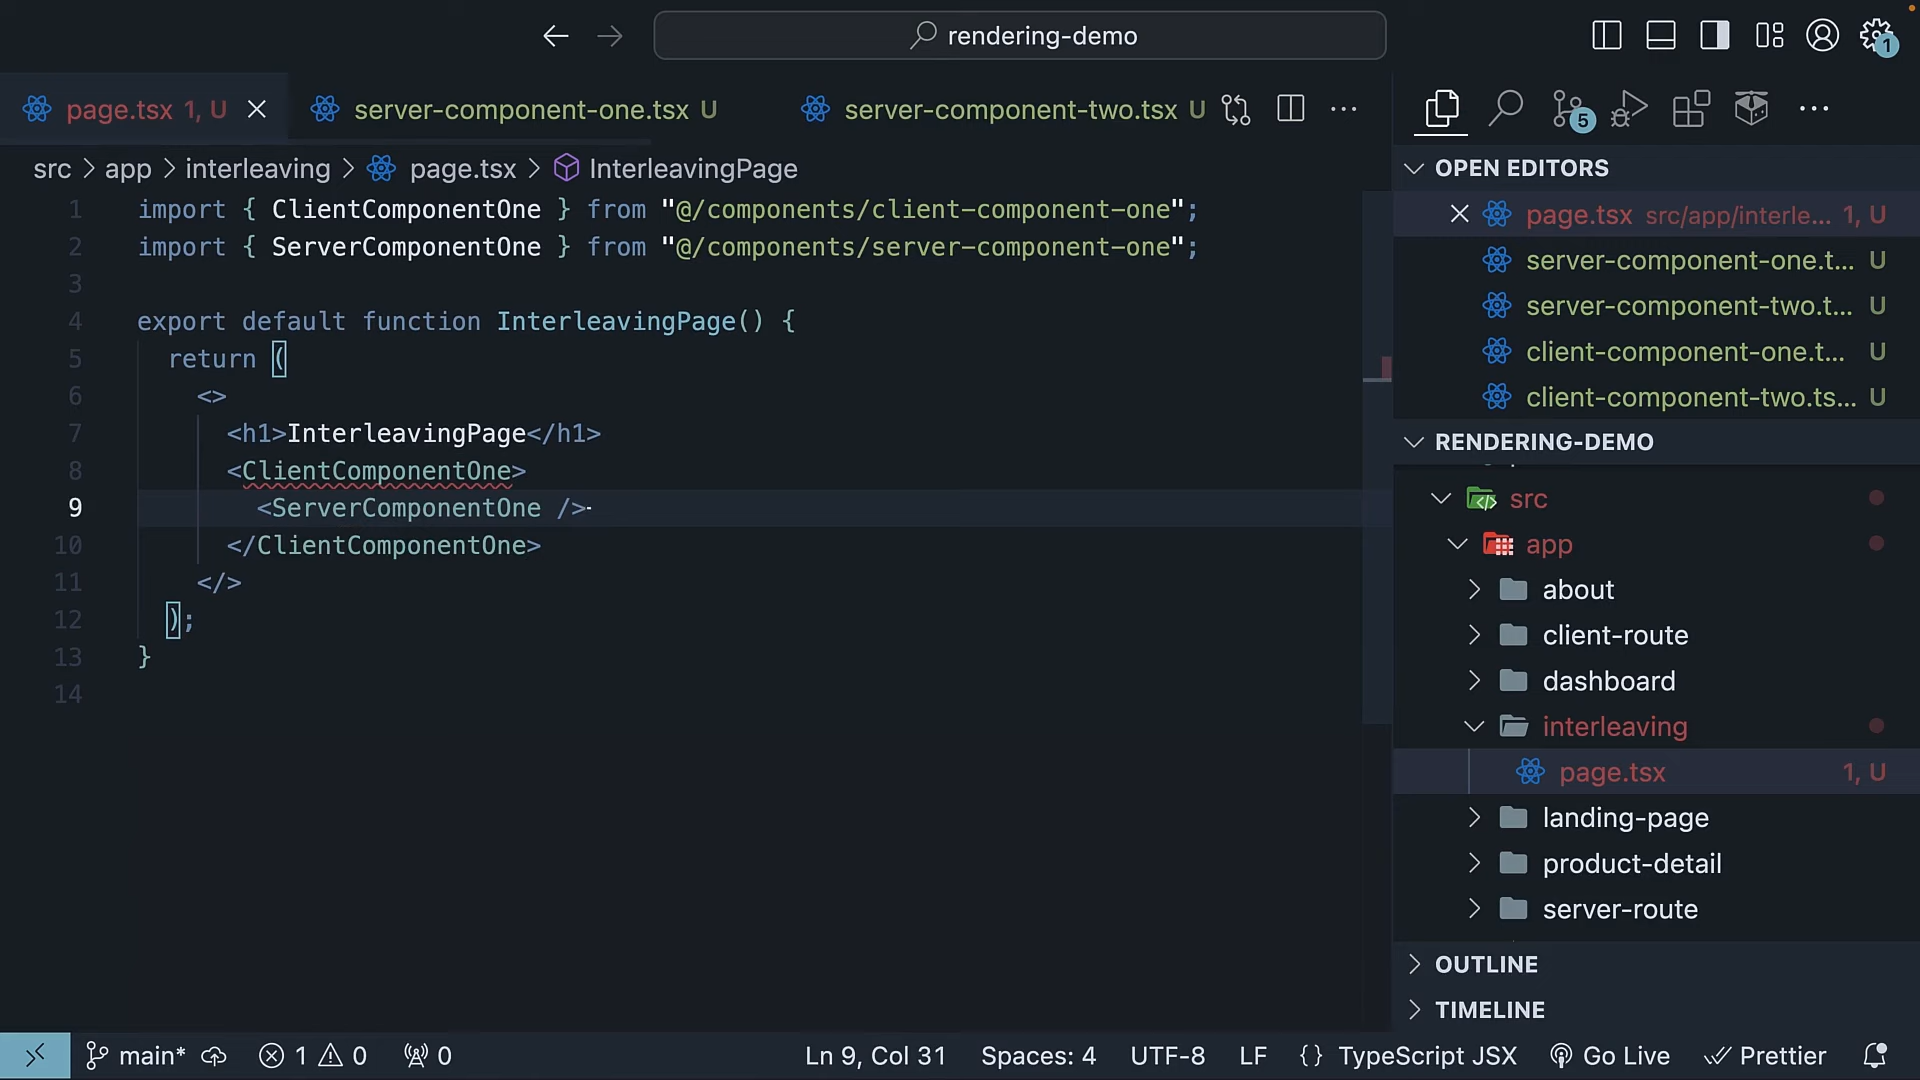 rendering-demo
1
page.tsx 1, U
server-component-one.tsx U
server-component-two.tsx U
5
src > app > interleaving > page.tsx > InterleavingPage
1 import { ClientComponentOne } from "@/components/client-component-one";
2 import { ServerComponentOne } from "@/components/server-component-one";
3
4 export default function InterleavingPage() {
5 return (
6 <>
7 <h1>InterleavingPage</h1>
8 <ClientComponentOne>
9 <ServerComponentOne />
10 </ClientComponentOne>
11 </>
12 );
13 }
14
OPEN EDITORS
page.tsx src/app/interle... 1, U
server-component-one.t... U
server-component-two.t... U
client-component-one.t... U
client-component-two.ts... U
RENDERING-DEMO
src
app
about
client-route
dashboard
interleaving
page.tsx 1, U
landing-page
product-detail
server-route
OUTLINE
TIMELINE
main* 1 0 0 Ln 9, Col 31 Spaces: 4 UTF-8 LF {} TypeScript JSX Go Live Prettier